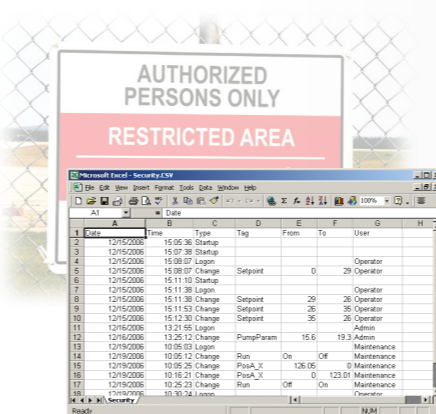 AUTHORIZED
PERSONS ONLY
RESTRICTED AREA
Microsoft Excel - Security.CSV
File Edit View Insert Format Tools Data Window Help
100%
A1 = Date
A B C D E F G H
1 Date Time Type Tag From To User
2 12/15/2006 15:05:36 Startup
3 12/15/2006 15:07:38 Startup
4 12/15/2006 15:08:07 Logon Operator
5 12/15/2006 15:08:07 Change Setpoint 0 29 Operator
6 12/15/2006 15:11:10 Startup
7 12/15/2006 15:11:38 Logon Operator
8 12/15/2006 15:11:38 Change Setpoint 29 26 Operator
9 12/15/2006 15:11:53 Change Setpoint 26 35 Operator
10 12/15/2006 15:12:30 Change Setpoint 35 26 Operator
11 12/16/2006 13:21:55 Logon Admin
12 12/16/2006 13:25:12 Change PumpParam 15.6 19.3 Admin
13 12/19/2006 10:05:03 Logon Maintenance
14 12/19/2006 10:05:12 Change Run On Off Maintenance
15 12/19/2006 10:05:25 Change PosA_X 126.05 0 Maintenance
16 12/19/2006 10:16:21 Change PosA_X 0 123.01 Maintenance
17 12/19/2006 10:25:23 Change Run Off On Maintenance
18 12/19/2006 10:30:24 Logon Operator
Security
Ready NUM